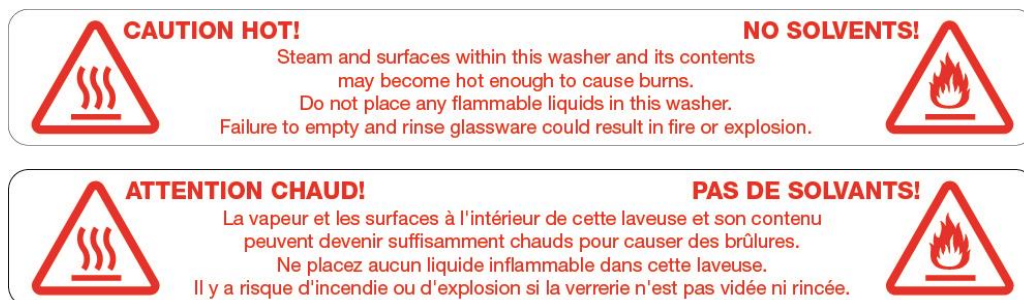 CAUTION HOT! NO SOLVENTS!
Steam and surfaces within this washer and its contents
may become hot enough to cause burns.
Do not place any flammable liquids in this washer.
Failure to empty and rinse glassware could result in fire or explosion.
ATTENTION CHAUD! PAS DE SOLVANTS!
La vapeur et les surfaces à l'intérieur de cette laveuse et son contenu
peuvent devenir suffisamment chauds pour causer des brûlures.
Ne placez aucun liquide inflammable dans cette laveuse.
Il y a risque d'incendie ou d'explosion si la verrerie n'est pas vidée ni rincée.